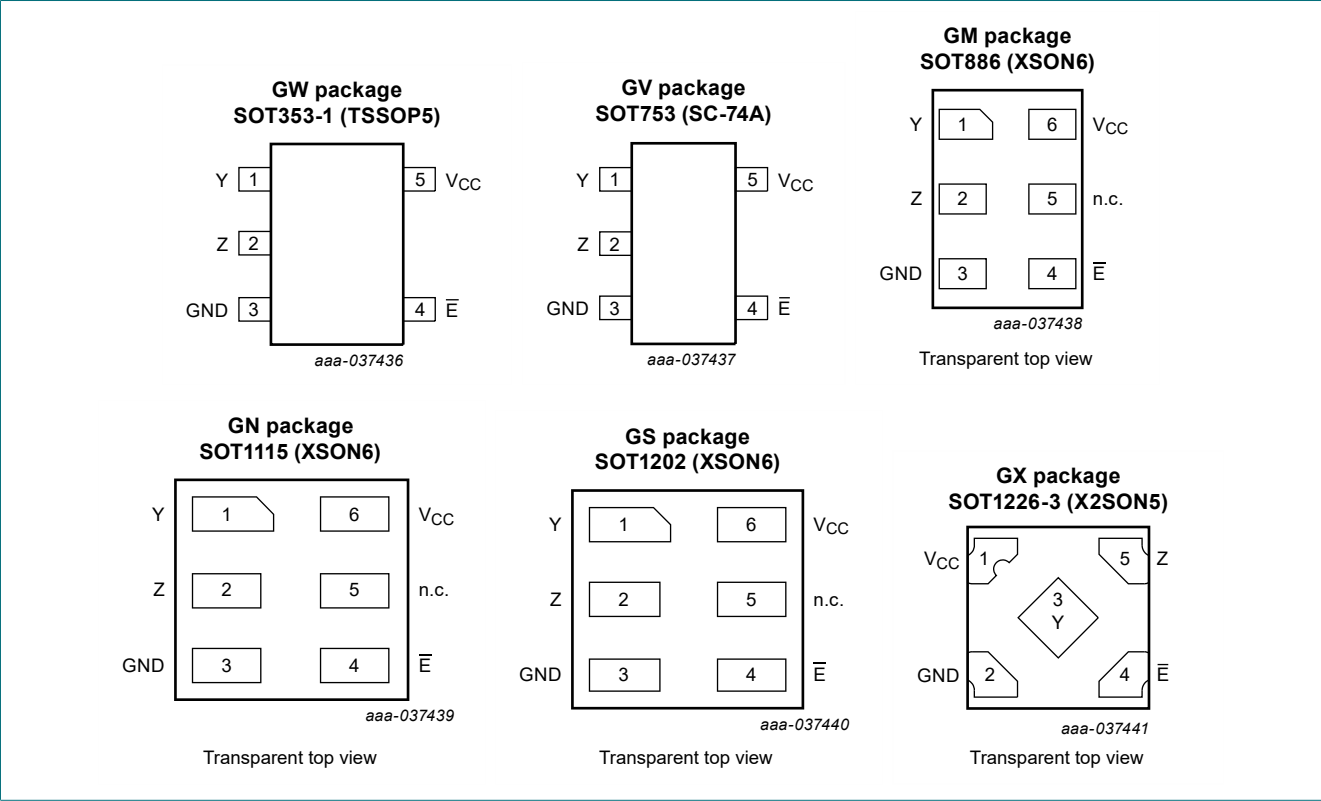 GW package
SOT353-1 (TSSOP5)
Y 1
5 VCC
Z 2
GND 3
4 E̅
aaa-037436
GV package
SOT753 (SC-74A)
Y 1
5 VCC
Z 2
GND 3
4 E̅
aaa-037437
GM package
SOT886 (XSON6)
Y 1
6 VCC
Z 2
5 n.c.
GND 3
4 E̅
aaa-037438
Transparent top view
GN package
SOT1115 (XSON6)
Y 1
6 VCC
Z 2
5 n.c.
GND 3
4 E̅
aaa-037439
Transparent top view
GS package
SOT1202 (XSON6)
Y 1
6 VCC
Z 2
5 n.c.
GND 3
4 E̅
aaa-037440
Transparent top view
GX package
SOT1226-3 (X2SON5)
VCC 1
5 Z
3
Y
GND 2
4 E̅
aaa-037441
Transparent top view